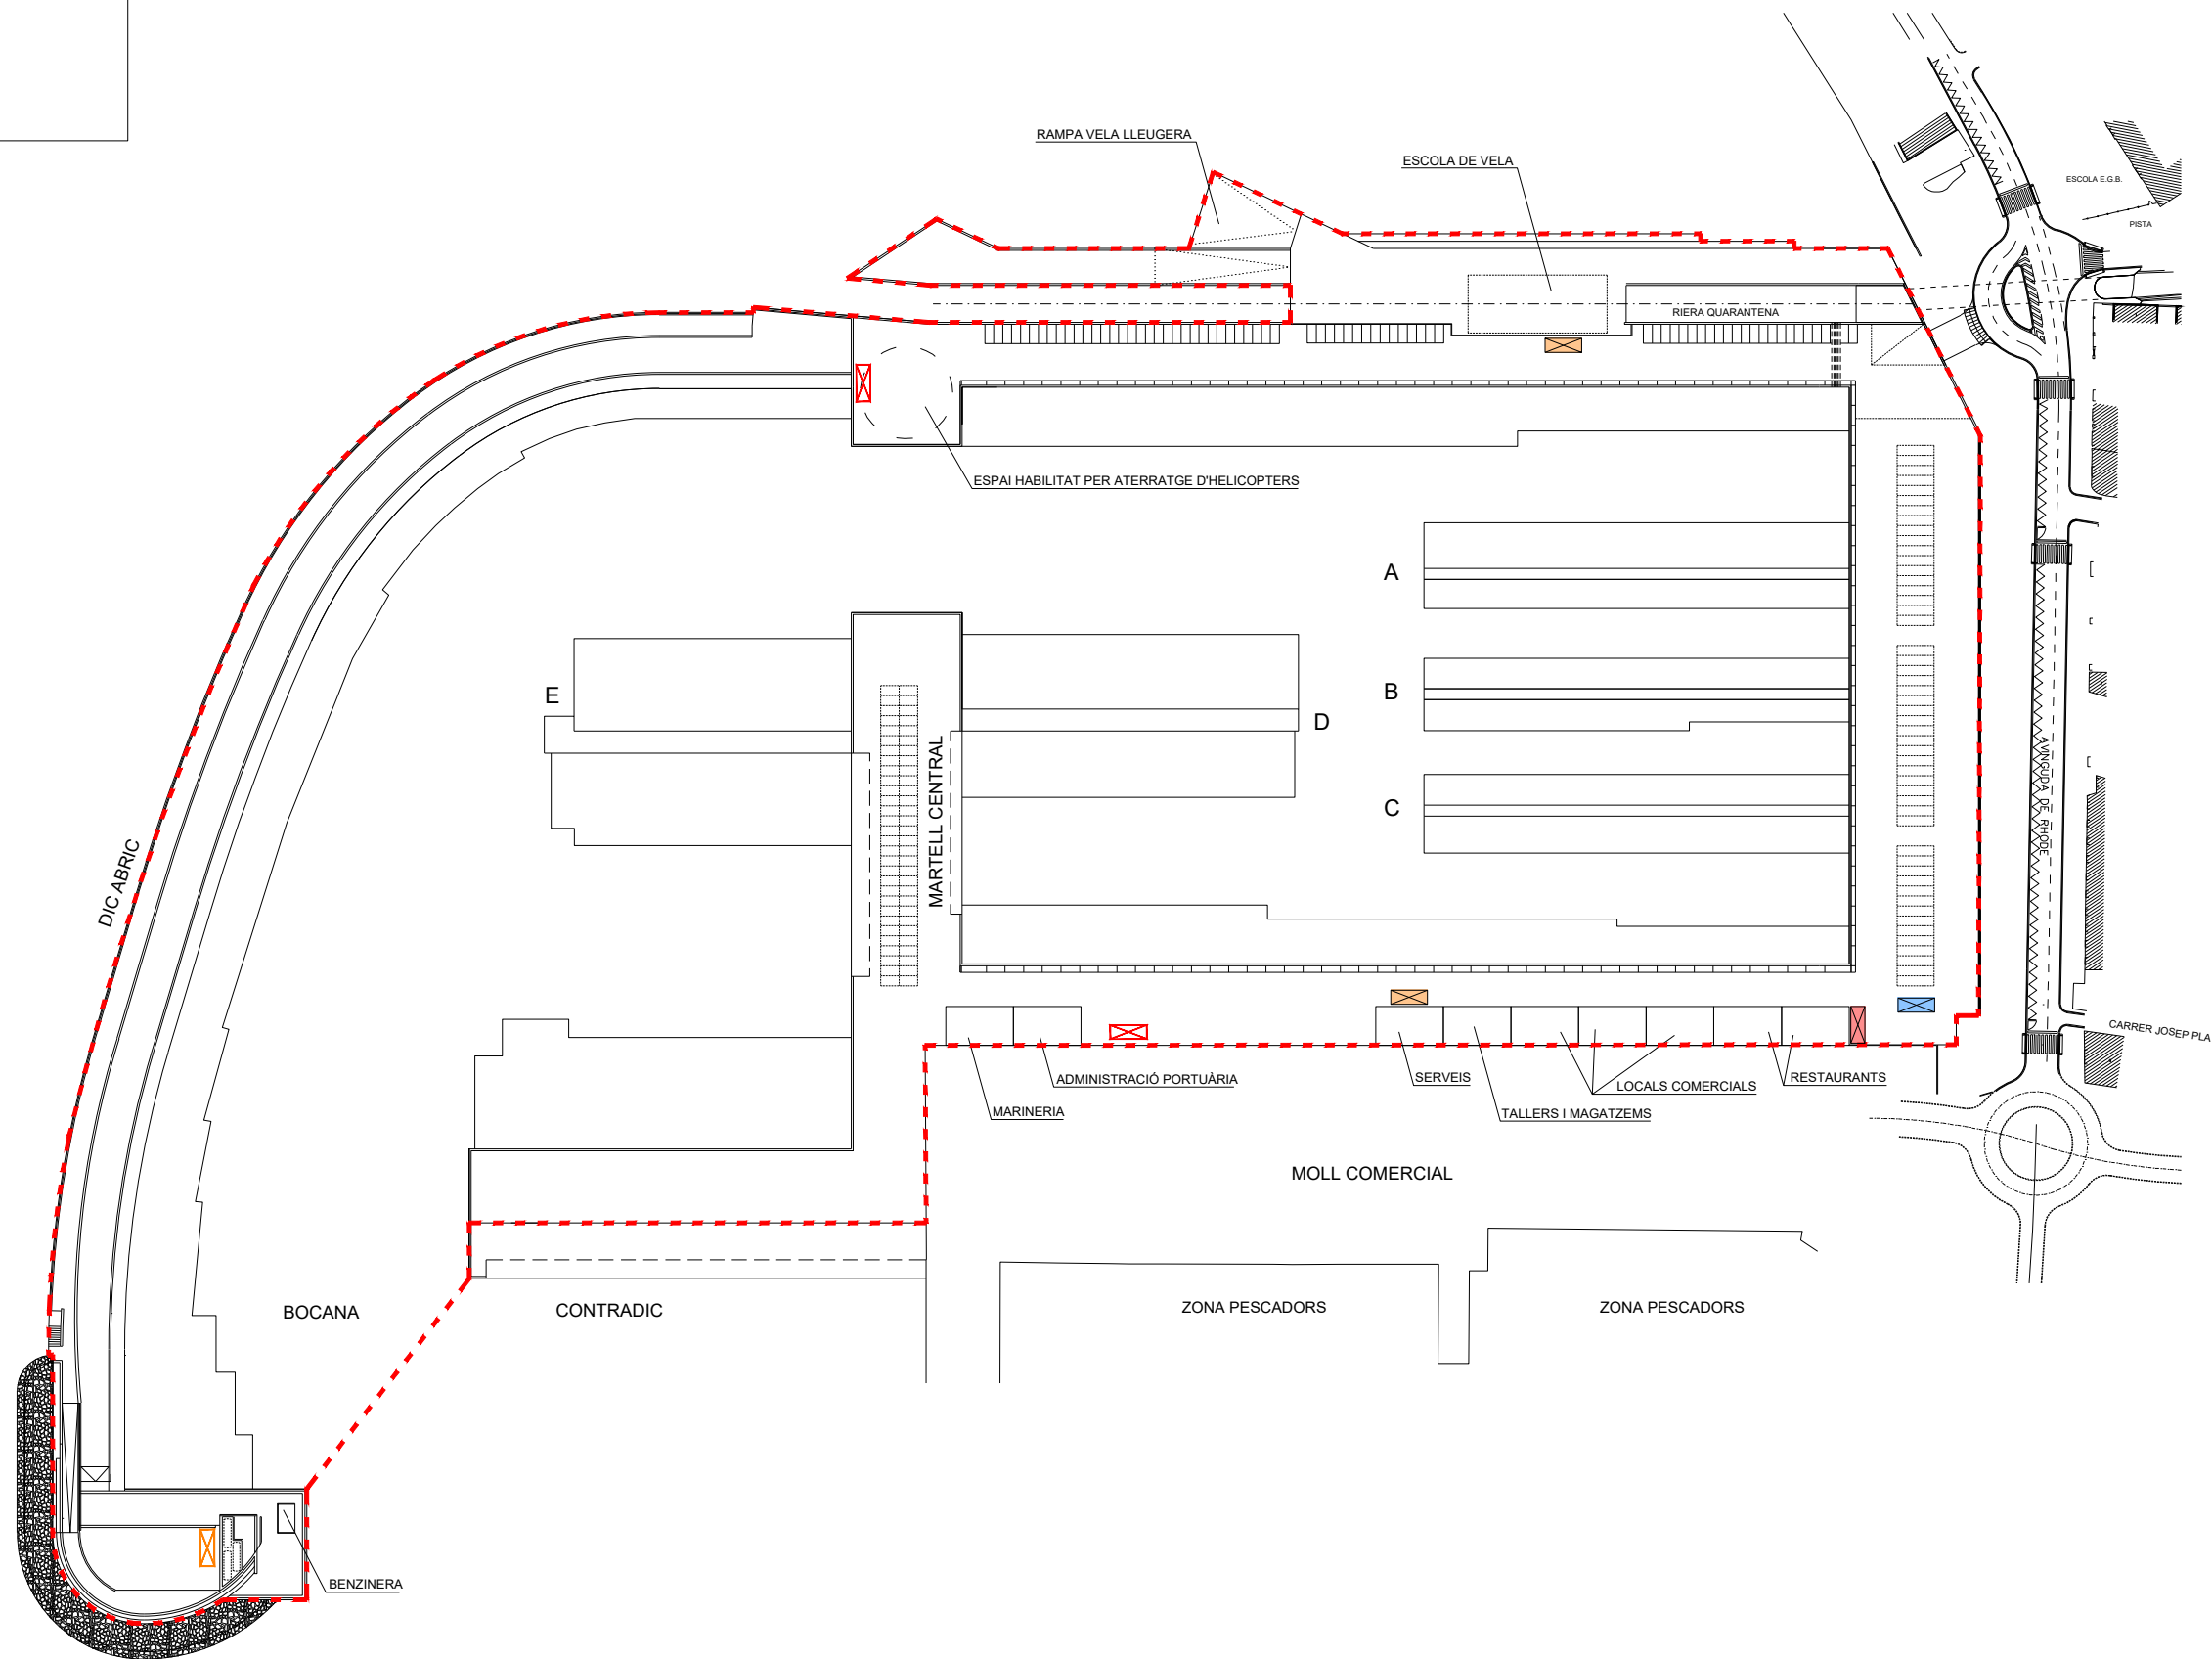 RAMPA VELA LLEUGERA
ESCOLA DE VELA
ESCOLA E.G.B.
PISTA
RIERA QUARANTENA
ESPAI HABILITAT PER ATERRATGE D'HELICOPTERS
A
B
C
D
E
MARTELL CENTRAL
AVINGUDA DE RHODE
DIC ABRIC
CARRER JOSEP PLA
MARINERIA
ADMINISTRACIÓ PORTUÀRIA
SERVEIS
TALLERS I MAGATZEMS
LOCALS COMERCIALS
RESTAURANTS
MOLL COMERCIAL
BOCANA
CONTRADIC
ZONA PESCADORS
ZONA PESCADORS
BENZINERA